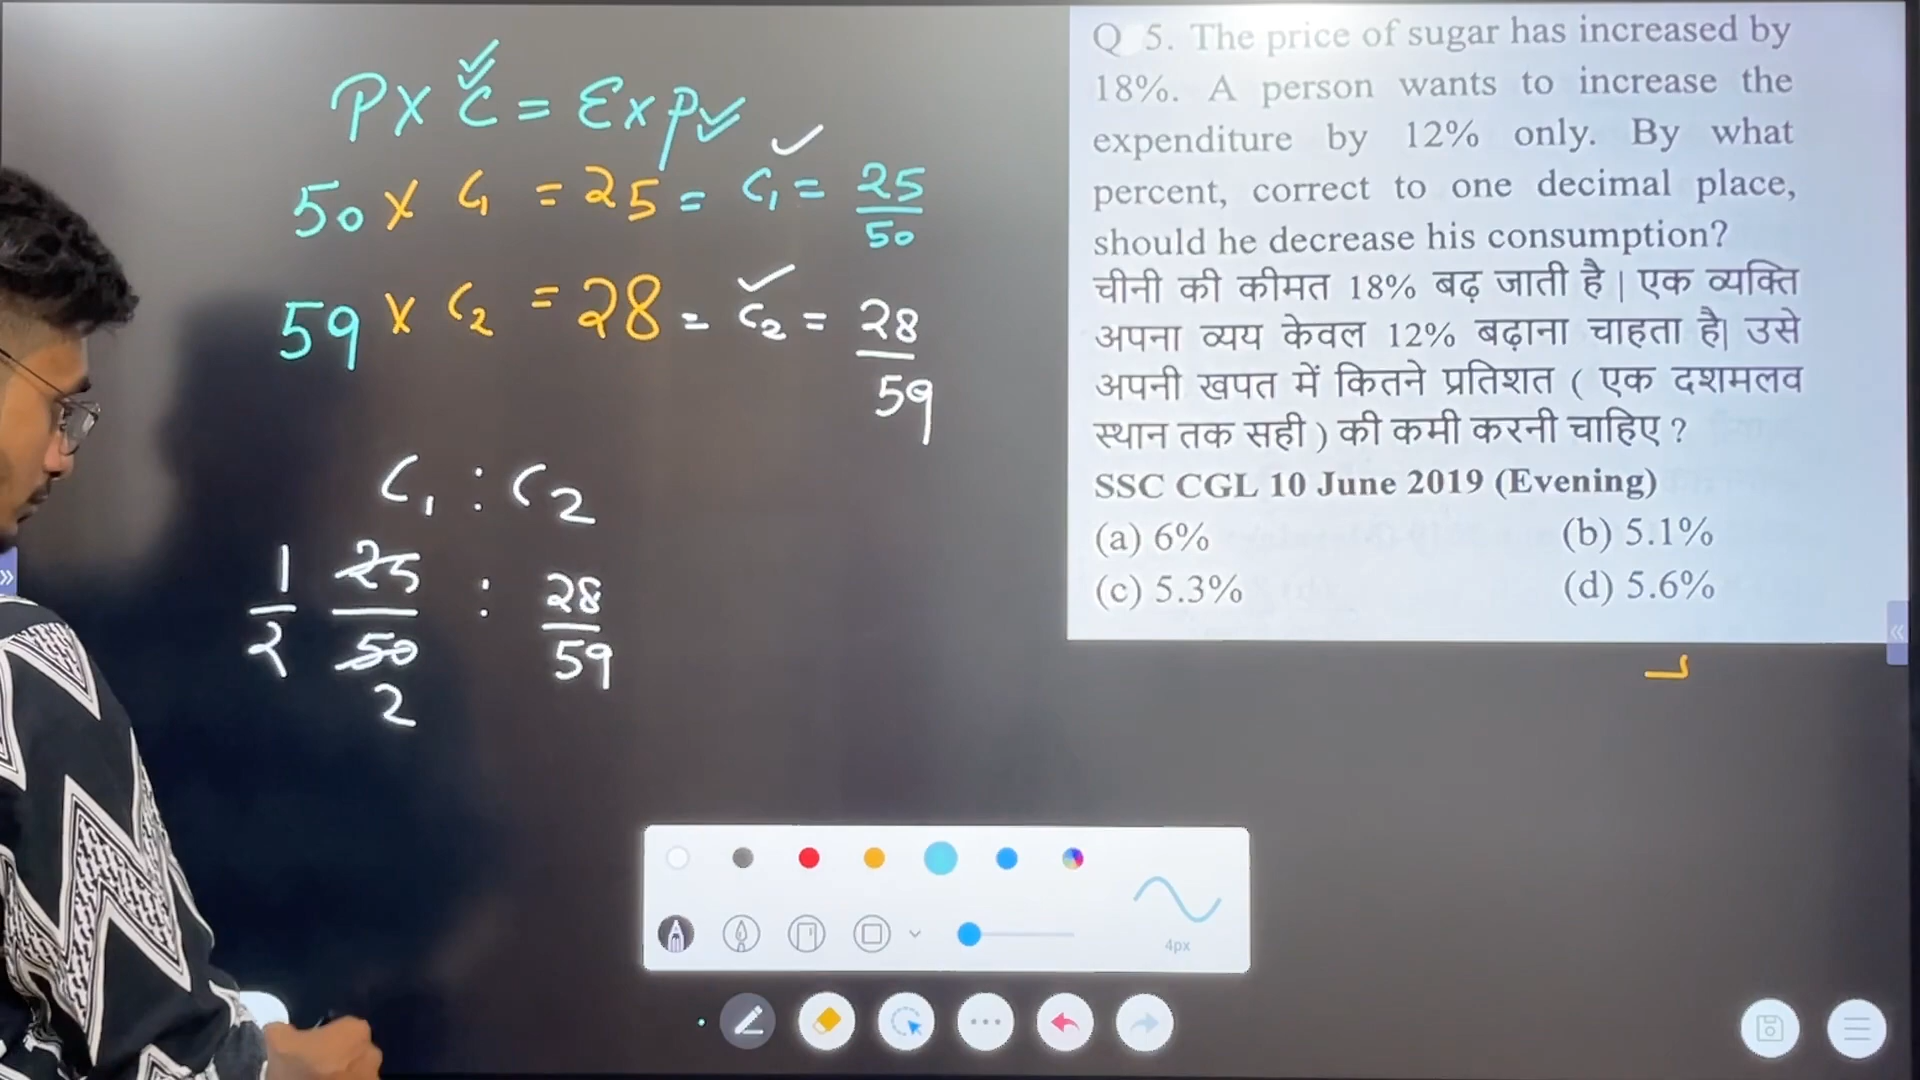 P x C = Exp
50 x C1 = 25 = C1 = 25/50
59 x C2 = 28 = C2 = 28/59
C1 : C2
1/2 25/50 : 28/59
2
Q 5. The price of sugar has increased by
18%. A person wants to increase the
expenditure by 12% only. By what
percent, correct to one decimal place,
should he decrease his consumption?
चीनी की कीमत 18% बढ़ जाती है | एक व्यक्ति
अपना व्यय केवल 12% बढ़ाना चाहता है| उसे
अपनी खपत में कितने प्रतिशत ( एक दशमलव
स्थान तक सही ) की कमी करनी चाहिए ?
SSC CGL 10 June 2019 (Evening)
(a) 6% (b) 5.1%
(c) 5.3% (d) 5.6%
4px